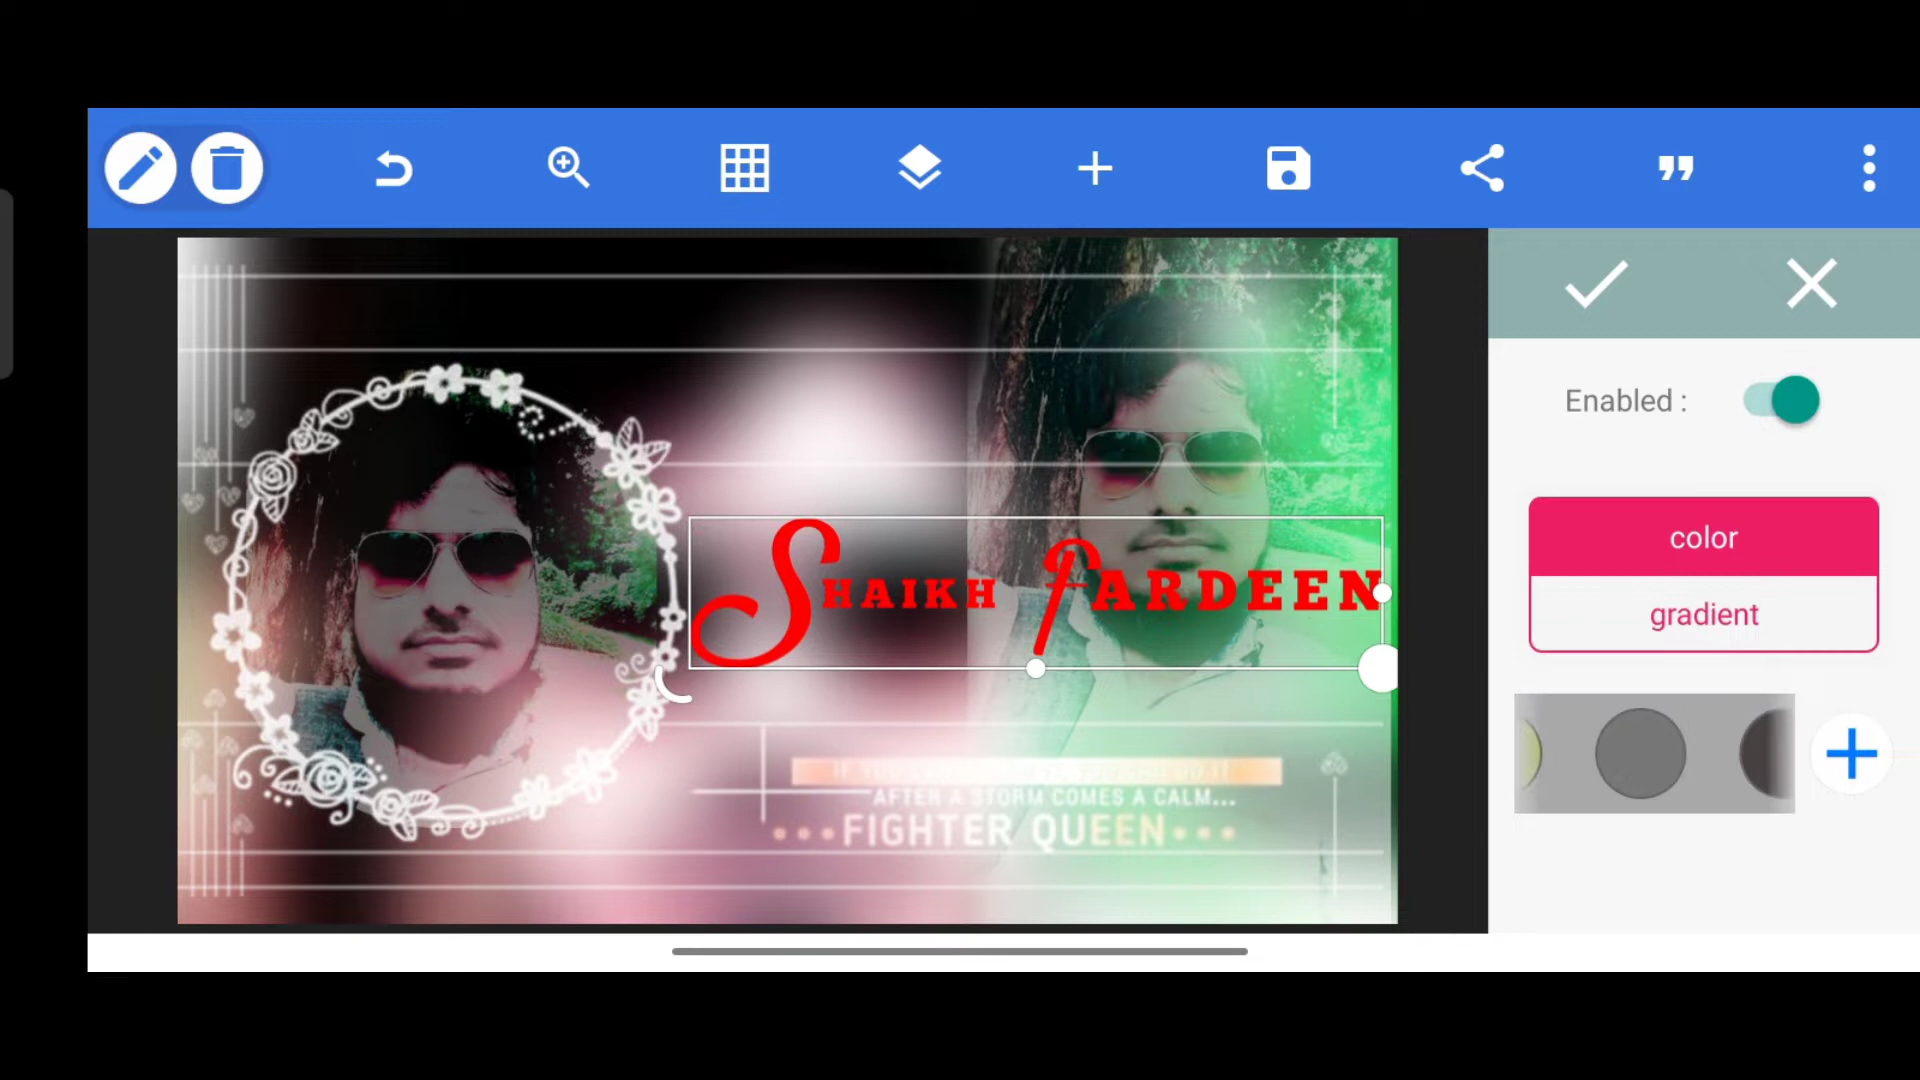 Enabled :
color
gradient
SHAIKH FARDEEN
AFTER A STORM COMES A CALM...
•••FIGHTER QUEEN•••